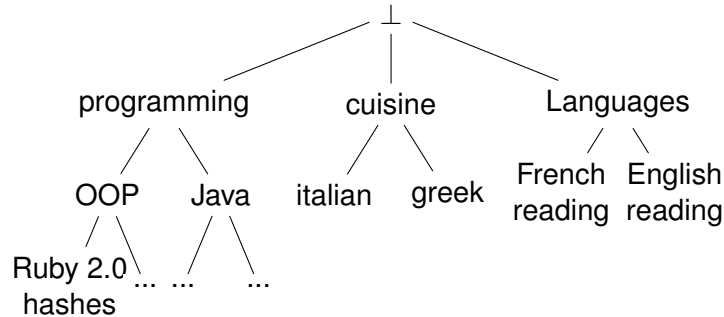 ⊥
programming cuisine Languages
OOP Java italian greek French English
reading reading
Ruby 2.0 ... ... ...
hashes